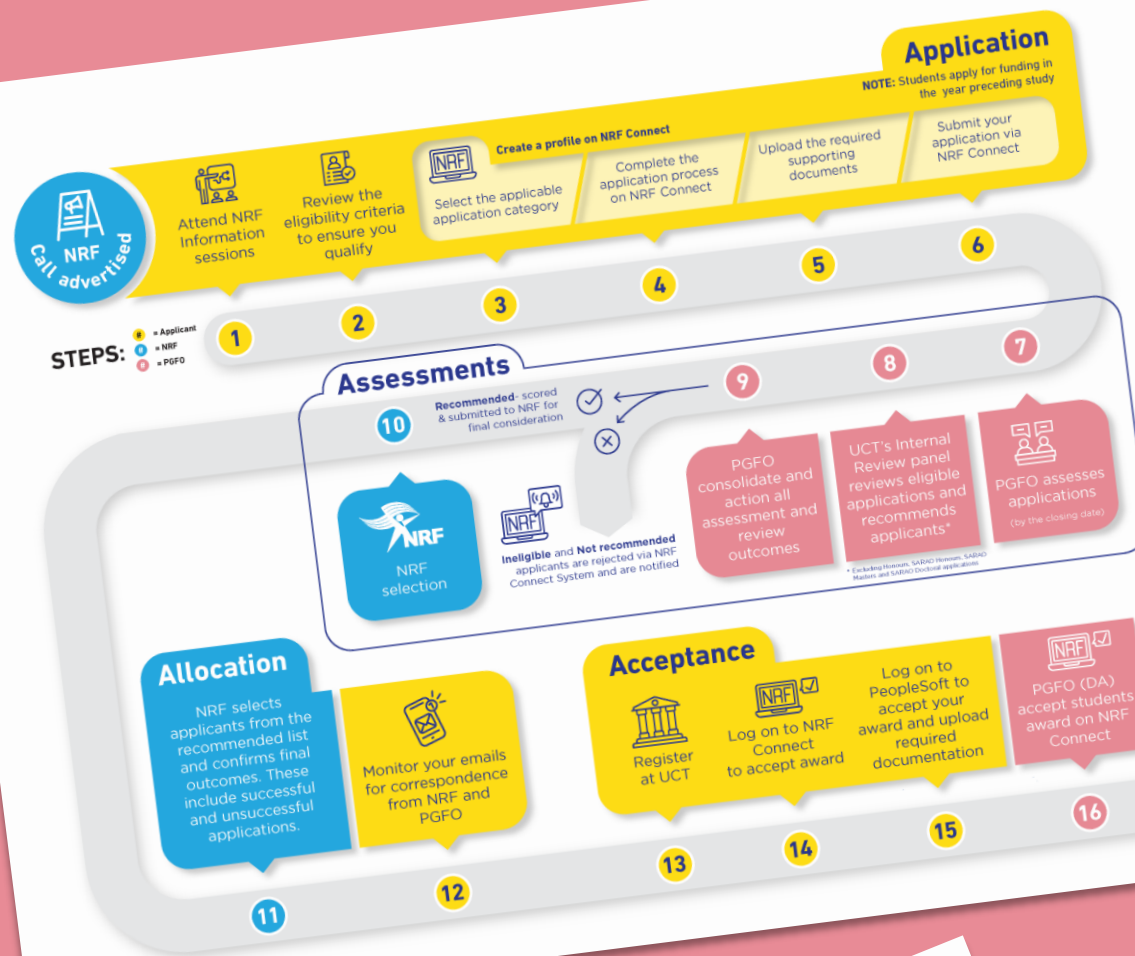 Application
NOTE: Students apply for funding in
the year preceding study
NRF
Call advertised
Attend NRF
Information
sessions
Review the
eligibility criteria
to ensure you
qualify
NRF
Create a profile on NRF Connect
Select the applicable
application category
Complete the
application process
on NRF Connect
Upload the required
supporting
documents
Submit your
application via
NRF Connect
STEPS:
# = Applicant
# = NRF
# = PGFO
1
2
3
4
5
6
Assessments
7
8
9
10
Recommended- scored
& submitted to NRF for
final consideration
NRF
NRF
selection
NRF
Ineligible and Not recommended
applicants are rejected via NRF
Connect System and are notified
PGFO
consolidate and
action all
assessment and
review
outcomes
UCT's Internal
Review panel
reviews eligible
applications and
recommends
applicants*
* Excluding Honours, SARAO Honours, SARAO
Masters and SARAO Doctoral applications
PGFO assesses
applications
(by the closing date)
Allocation
NRF selects
applicants from the
recommended list
and confirms final
outcomes. These
include successful
and unsuccessful
applications.
Monitor your emails
for correspondence
from NRF and
PGFO
Acceptance
Register
at UCT
NRF
Log on to NRF
Connect
to accept award
Log on to
PeopleSoft to
accept your
award and upload
required
documentation
NRF
PGFO (DA)
accept students
award on NRF
Connect
11
12
13
14
15
16